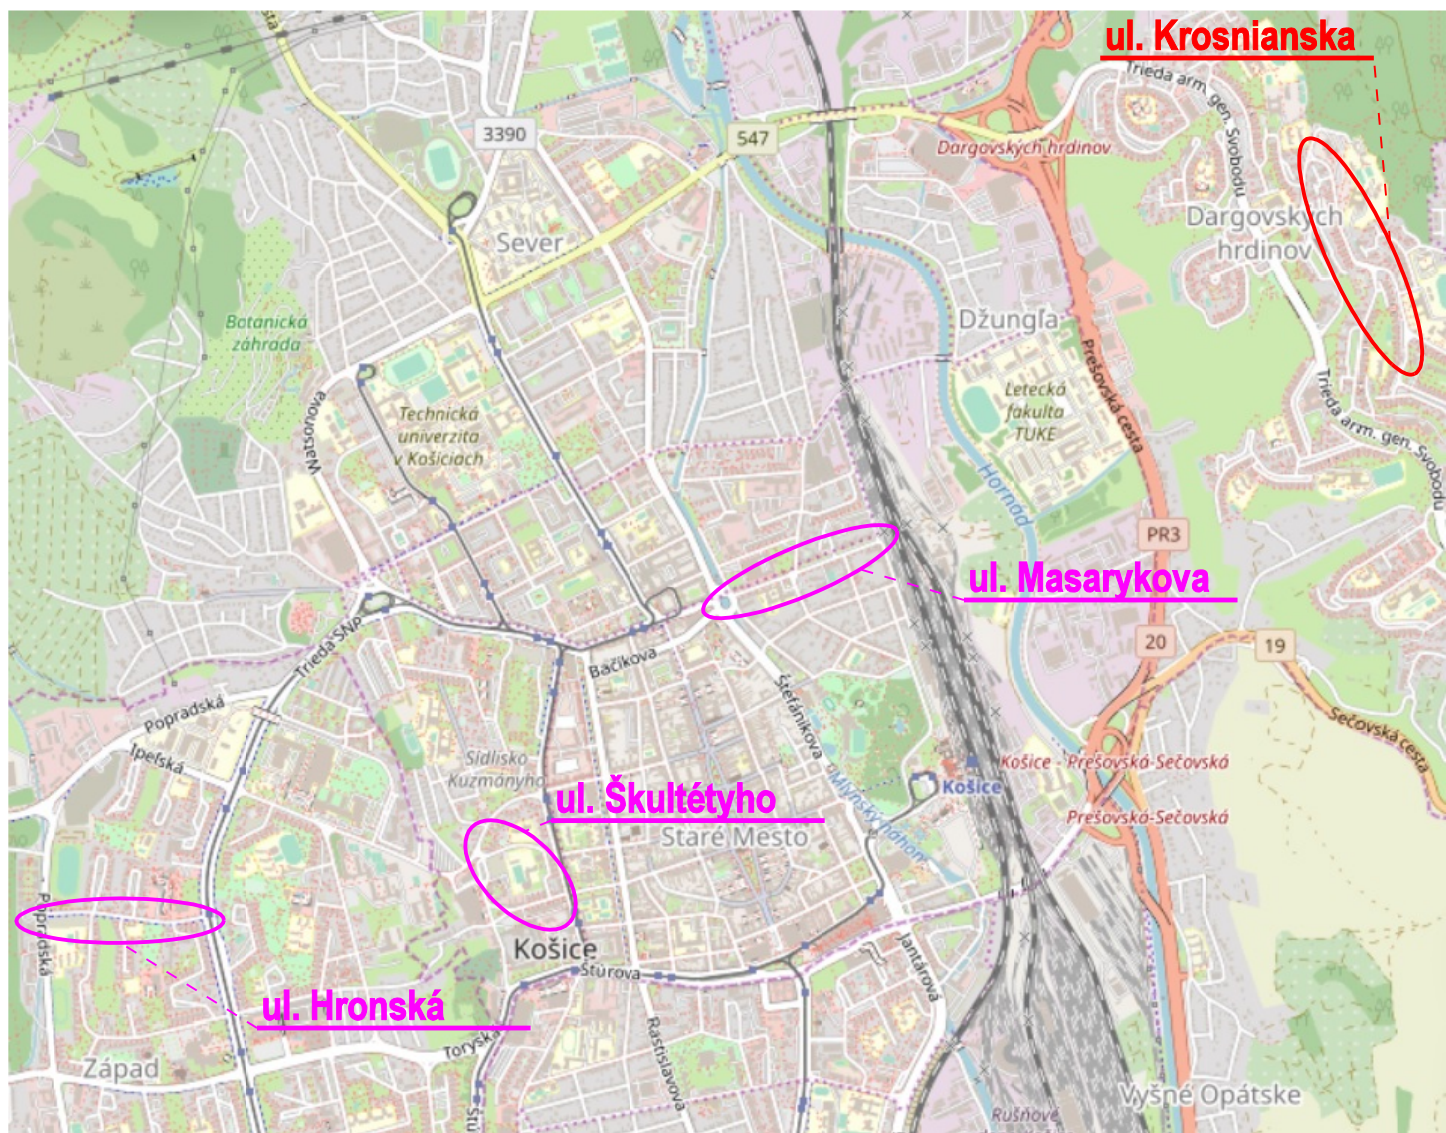 ul. Krosnianska
Trieda arm. gen. Svobodu
3390
547
Dargovských hrdinov
Sever
Dargovských
hrdinov
Botanická
záhrada
Džungľa
Prešovská cesta
Watsonova
Technická
univerzita
v Košiciach
Letecká
fakulta
TUKE
Trieda arm. gen. Svobodu
Hornád
PR3
ul. Masarykova
Trieda SNP
Bačíkova
20
19
Štefánikova
Popradská
Ipeľská
Sečovská cesta
Sídlisko
Kuzmányho
Košice - Prešovská-Sečovská
Košice
Mlynský náhon
ul. Škultétyho
Prešovská-Sečovská
Staré Mesto
Popradská
Košice
Štúrova
Jantárová
ul. Hronská
Rastislavova
Toryská
Západ
Vyšné Opátske
Rušňové